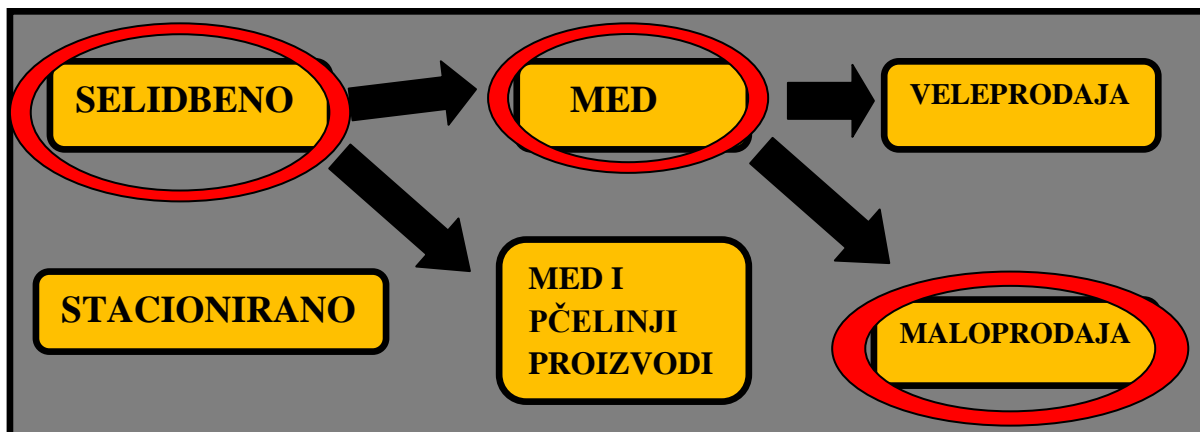 SELIDBENO
MED
VELEPRODAJA
STACIONIRANO
MED I
PČELINJI
PROIZVODI
MALOPRODAJA